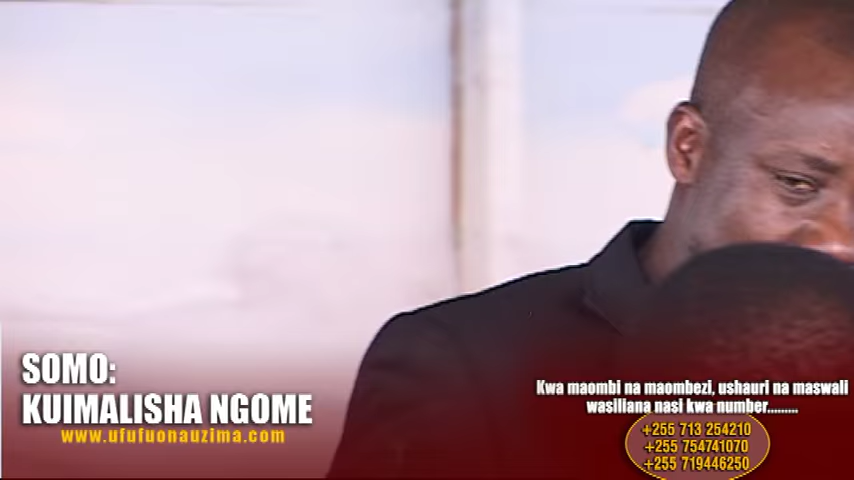 SOMO:
KUIMALISHA NGOME
www.ufufuonauzima.com
Kwa maombi na maombezi, ushauri na maswali
wasiliana nasi kwa number.........
+255 713 254210
+255 754741070
+255 719446250